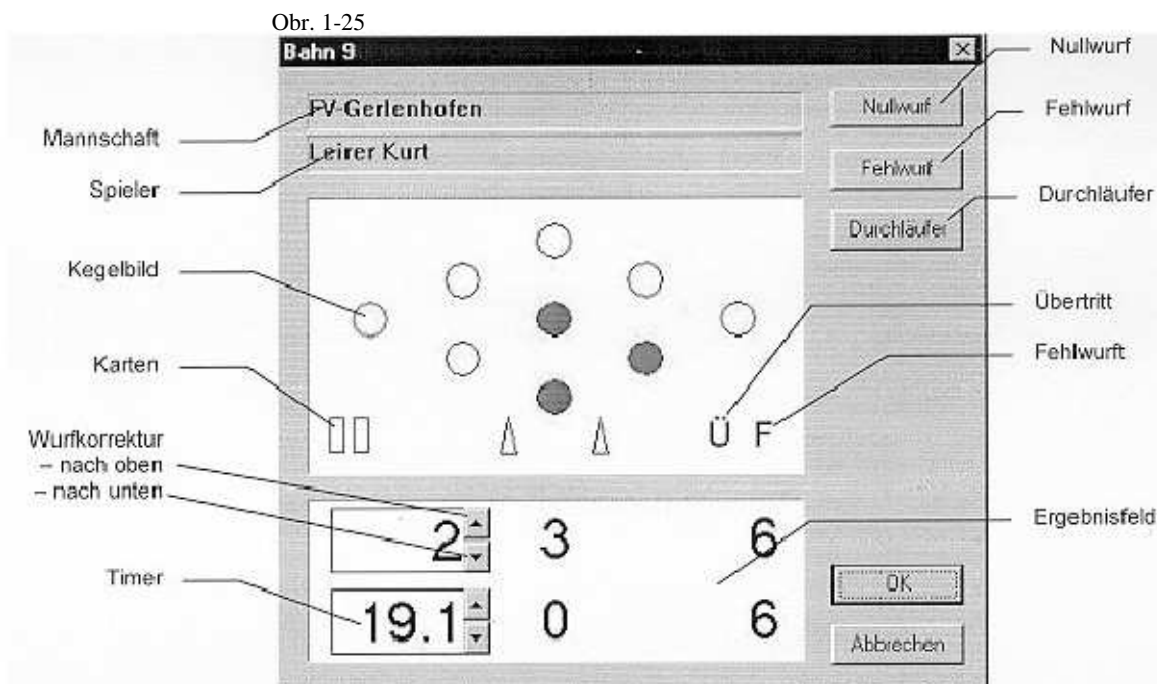 Obr. 1-25
Bahn 9
Nullwurf
FV-Gerlenhofen
Nullwurf
Fehlwurf
Mannschaft
Leirer Kurt
Fehlwurf
Spieler
Durchläufer
Durchläufer
Kegelbild
Übertritt
Karten
Fehlwurft
Ü F
Wurfkorrektur
– nach oben
– nach unten
2 3 6
Ergebnisfeld
Timer
OK
19.1 0 6
Abbrechen